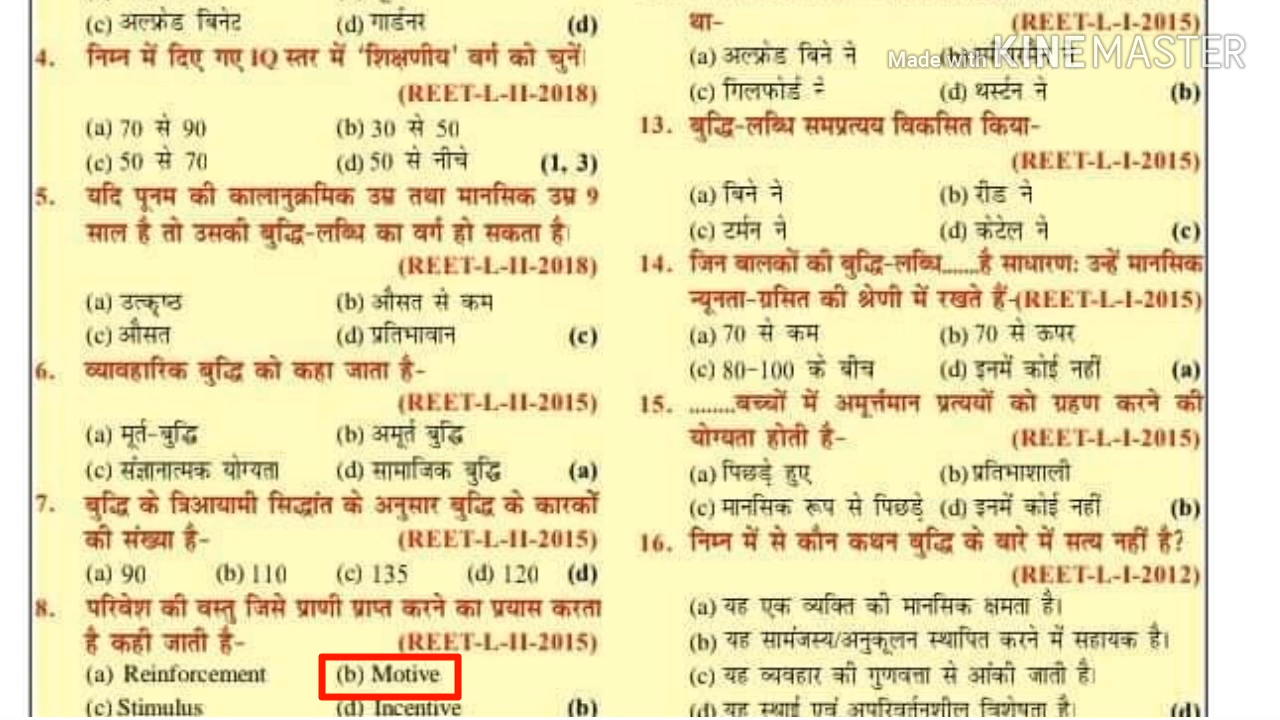 (c) अल्फ्रेड बिनेट (d) गार्डनर (d)
4. निम्न में दिए गए IQ स्तर में 'शिक्षणीय' वर्ग को चुनें।
(REET-L-II-2018)
(a) 70 से 90 (b) 30 से 50
(c) 50 से 70 (d) 50 से नीचे (1, 3)
5. यदि पूनम की कालानुक्रमिक उम्र तथा मानसिक उम्र 9
साल है तो उसकी बुद्धि-लब्धि का वर्ग हो सकता है।
(REET-L-II-2018)
(a) उत्कृष्ठ (b) औसत से कम
(c) औसत (d) प्रतिभावान (c)
6. व्यावहारिक बुद्धि को कहा जाता है-
(REET-L-II-2015)
(a) मूर्त-बुद्धि (b) अमूर्त बुद्धि
(c) संज्ञानात्मक योग्यता (d) सामाजिक बुद्धि (a)
7. बुद्धि के त्रिआयामी सिद्धांत के अनुसार बुद्धि के कारकों
की संख्या है- (REET-L-II-2015)
(a) 90 (b) 110 (c) 135 (d) 120 (d)
8. परिवेश की वस्तु जिसे प्राणी प्राप्त करने का प्रयास करता
है कही जाती है- (REET-L-II-2015)
(a) Reinforcement (b) Motive
(c) Stimulus (d) Incentive (b)
था- (REET-L-I-2015)
(a) अल्फ्रेड बिने ने (b) ने
Made with KINEMASTER
(c) गिलफोर्ड ने (d) थर्स्टन ने (b)
13. बुद्धि-लब्धि समप्रत्यय विकसित किया-
(REET-L-I-2015)
(a) बिने ने (b) रीड ने
(c) टर्मन ने (d) केटेल ने (c)
14. जिन बालकों की बुद्धि-लब्धि.......है साधारणः उन्हें मानसिक
न्यूनता-ग्रसित की श्रेणी में रखते हैं-(REET-L-I-2015)
(a) 70 से कम (b) 70 से ऊपर
(c) 80-100 के बीच (d) इनमें कोई नहीं (a)
15. ........बच्चों में अमूर्त्तमान प्रत्ययों को ग्रहण करने की
योग्यता होती है- (REET-L-I-2015)
(a) पिछड़े हुए (b) प्रतिभाशाली
(c) मानसिक रूप से पिछड़े (d) इनमें कोई नहीं (b)
16. निम्न में से कौन कथन बुद्धि के बारे में सत्य नहीं है?
(REET-L-I-2012)
(a) यह एक व्यक्ति की मानसिक क्षमता है।
(b) यह सामंजस्य/अनुकूलन स्थापित करने में सहायक है।
(c) यह व्यवहार की गुणवत्ता से आंकी जाती है।
(d) यह स्थाई एवं अपरिवर्तनशील विशेषता है। (d)